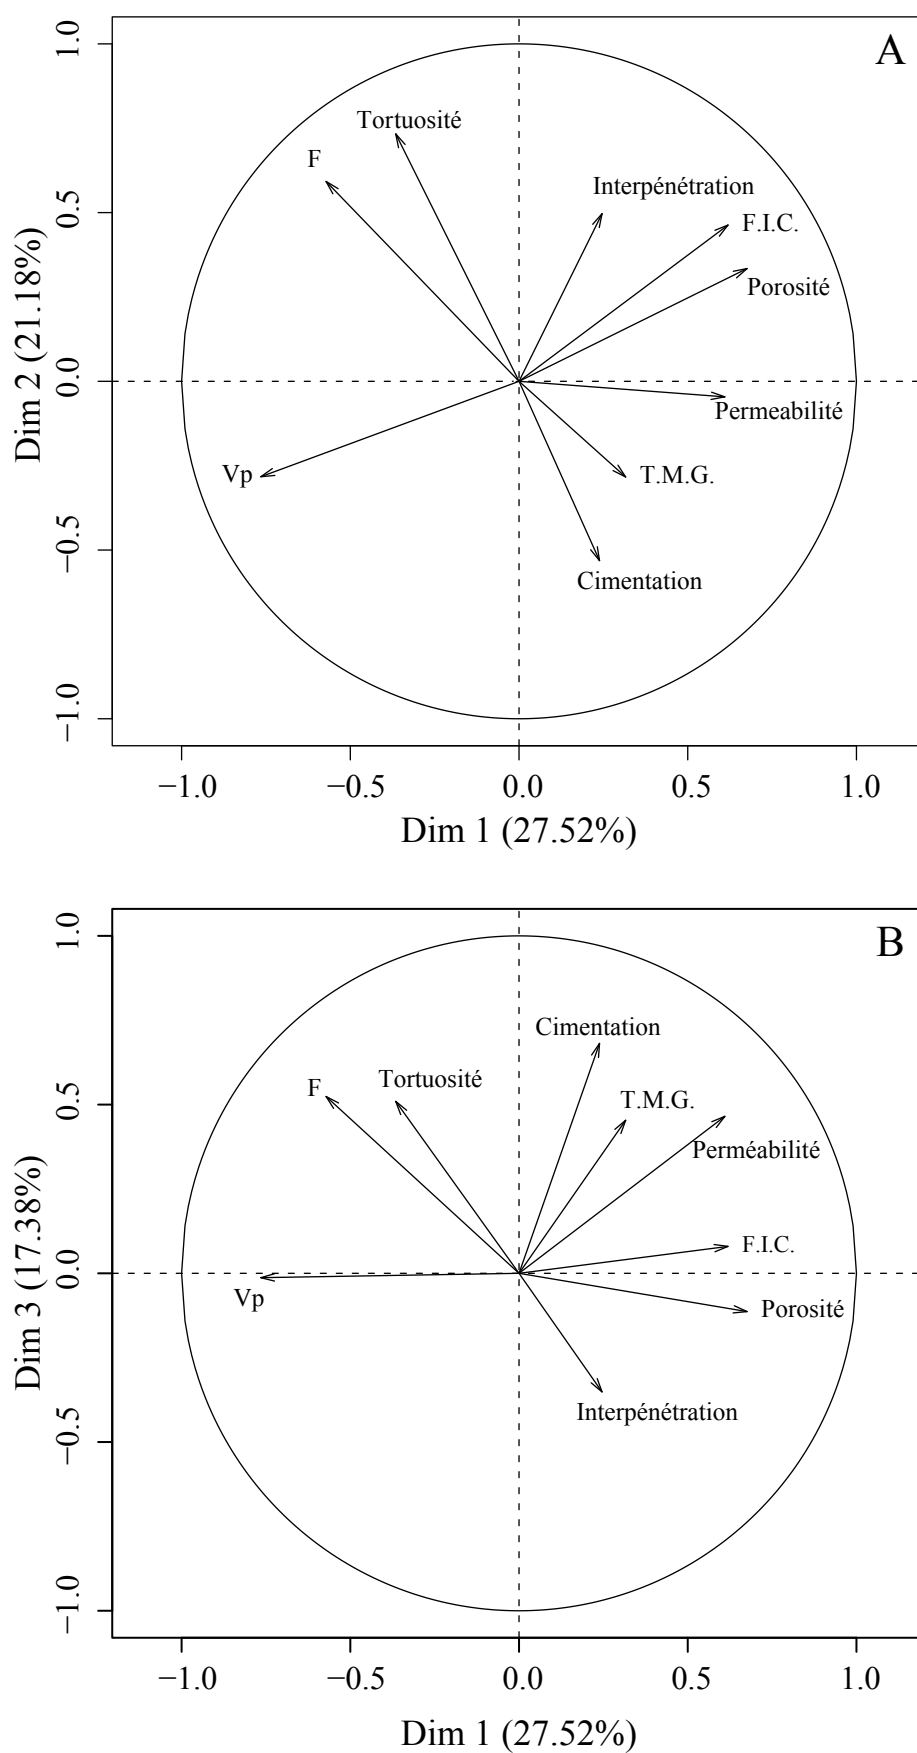 A
1.0
Tortuosité
F
Interpénétration
0.5
F.I.C.
Porosité
Dim 2 (21.18%)
0.0
Permeabilité
Vp
T.M.G.
−0.5
Cimentation
−1.0
−1.0 −0.5 0.0 0.5 1.0
Dim 1 (27.52%)
B
1.0
Cimentation
Tortuosité
F
T.M.G.
0.5
Perméabilité
F.I.C.
Dim 3 (17.38%)
0.0
Vp
Porosité
Interpénétration
−0.5
−1.0
−1.0 −0.5 0.0 0.5 1.0
Dim 1 (27.52%)